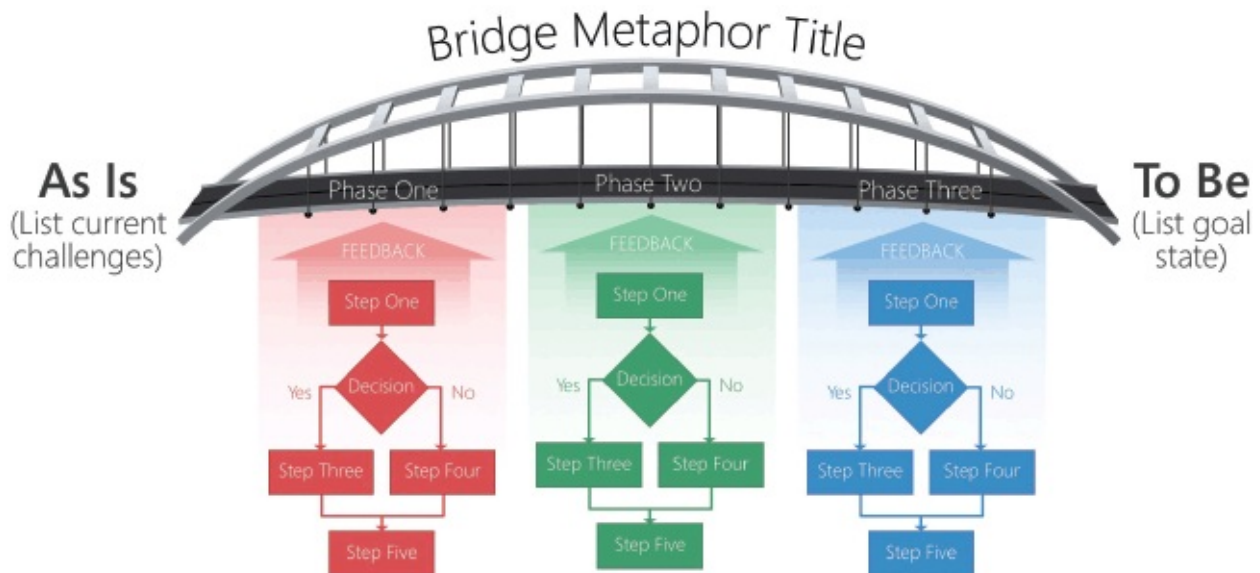 Bridge Metaphor Title
As Is
(List current
challenges)
Phase One
Phase Two
Phase Three
To Be
(List goal
state)
FEEDBACK
Step One
Decision
Yes
No
Step Three
Step Four
Step Five
FEEDBACK
Step One
Decision
Yes
No
Step Three
Step Four
Step Five
FEEDBACK
Step One
Decision
Yes
No
Step Three
Step Four
Step Five